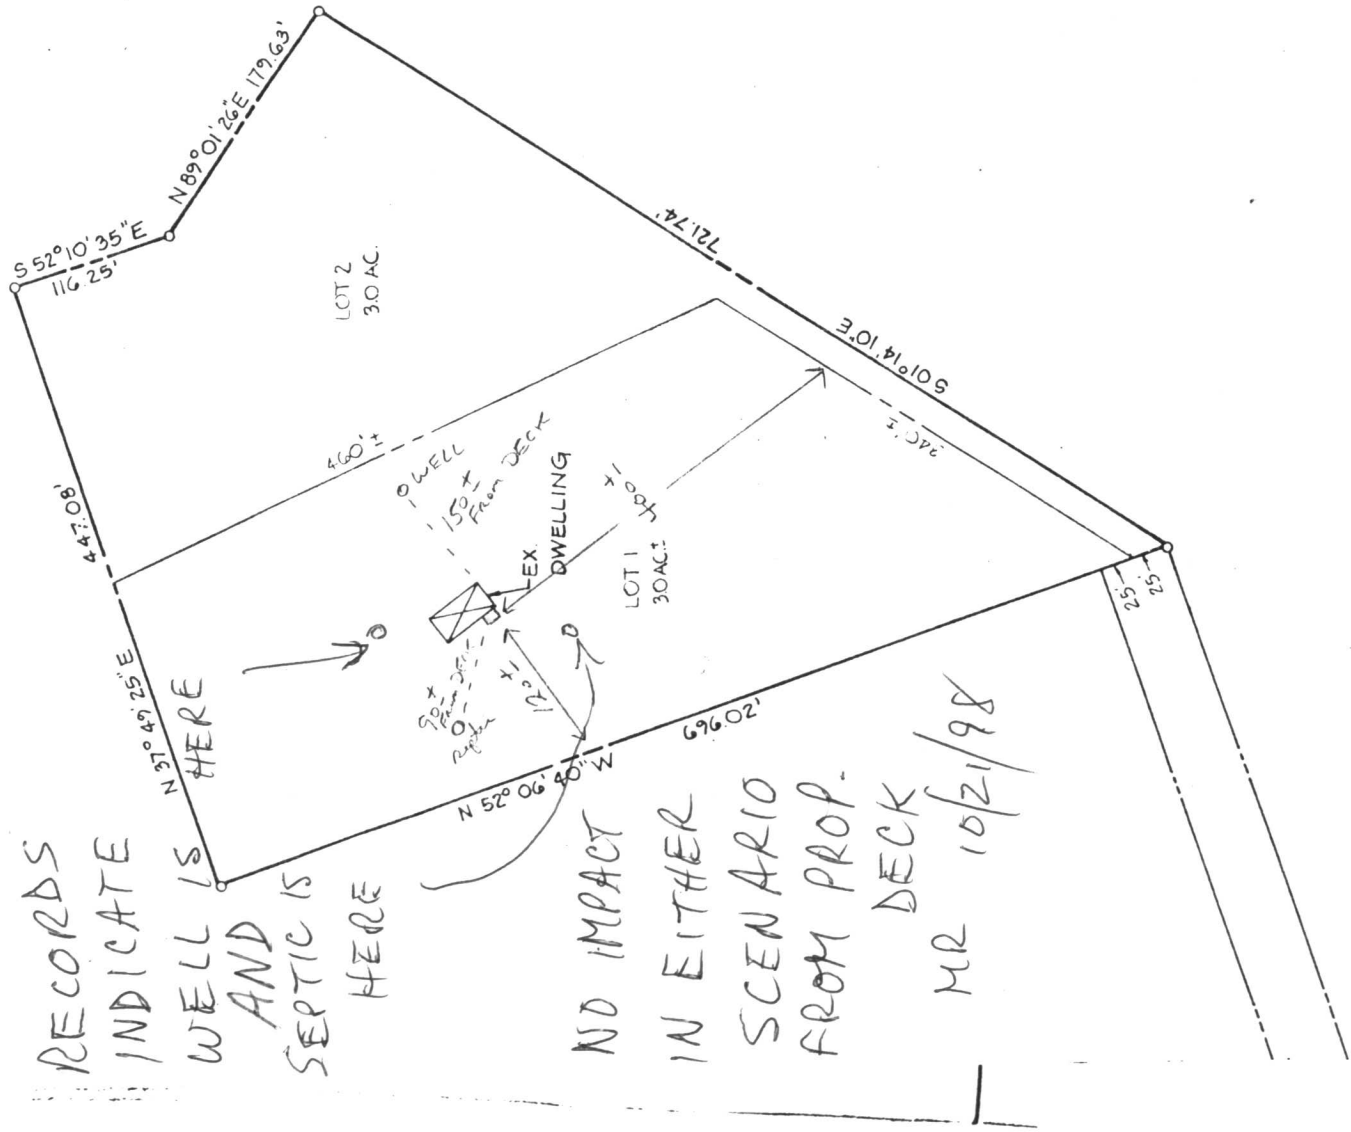 RECORDS
INDICATE
WELL IS
HERE
AND
SEPTIC IS
HERE
NO IMPACT
IN EITHER
SCENARIO
FROM PROP.
DECK
MR 10/21/98
N 37° 49' 25" E
447.08'
S 52° 10' 35" E
116.25'
N 89° 01' 26" E 179.63'
LOT 2
3.0 AC.
721.74'
S 01° 14' 10" E
240'±
460'±
O WELL
150 ±
From DECK
EX.
DWELLING
400 ±
LOT 1
3.0 AC.±
90 ±
From DECK
120 ±
N 52° 06' 40" W
696.02'
25'
25'